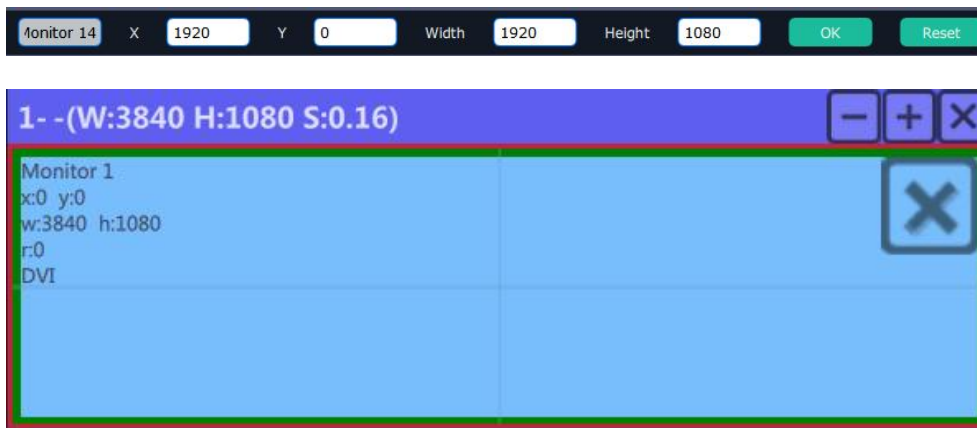 Monitor 14 X 1920 Y 0 Width 1920 Height 1080 OK Reset
1- -(W:3840 H:1080 S:0.16)
Monitor 1
x:0 y:0
w:3840 h:1080
r:0
DVI